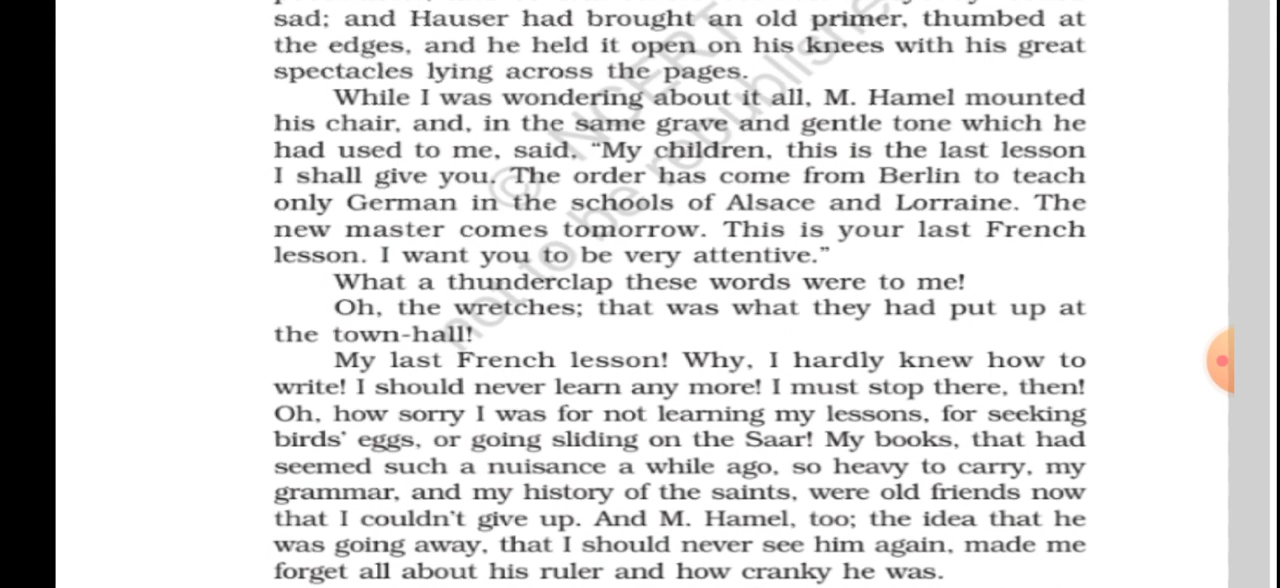 sad; and Hauser had brought an old primer, thumbed at
the edges, and he held it open on his knees with his great
spectacles lying across the pages.
While I was wondering about it all, M. Hamel mounted
his chair, and, in the same grave and gentle tone which he
had used to me, said, “My children, this is the last lesson
I shall give you. The order has come from Berlin to teach
only German in the schools of Alsace and Lorraine. The
new master comes tomorrow. This is your last French
lesson. I want you to be very attentive.”
What a thunderclap these words were to me!
Oh, the wretches; that was what they had put up at
the town-hall!
My last French lesson! Why, I hardly knew how to
write! I should never learn any more! I must stop there, then!
Oh, how sorry I was for not learning my lessons, for seeking
birds’ eggs, or going sliding on the Saar! My books, that had
seemed such a nuisance a while ago, so heavy to carry, my
grammar, and my history of the saints, were old friends now
that I couldn’t give up. And M. Hamel, too; the idea that he
was going away, that I should never see him again, made me
forget all about his ruler and how cranky he was.
© NCERT
not to be republishe